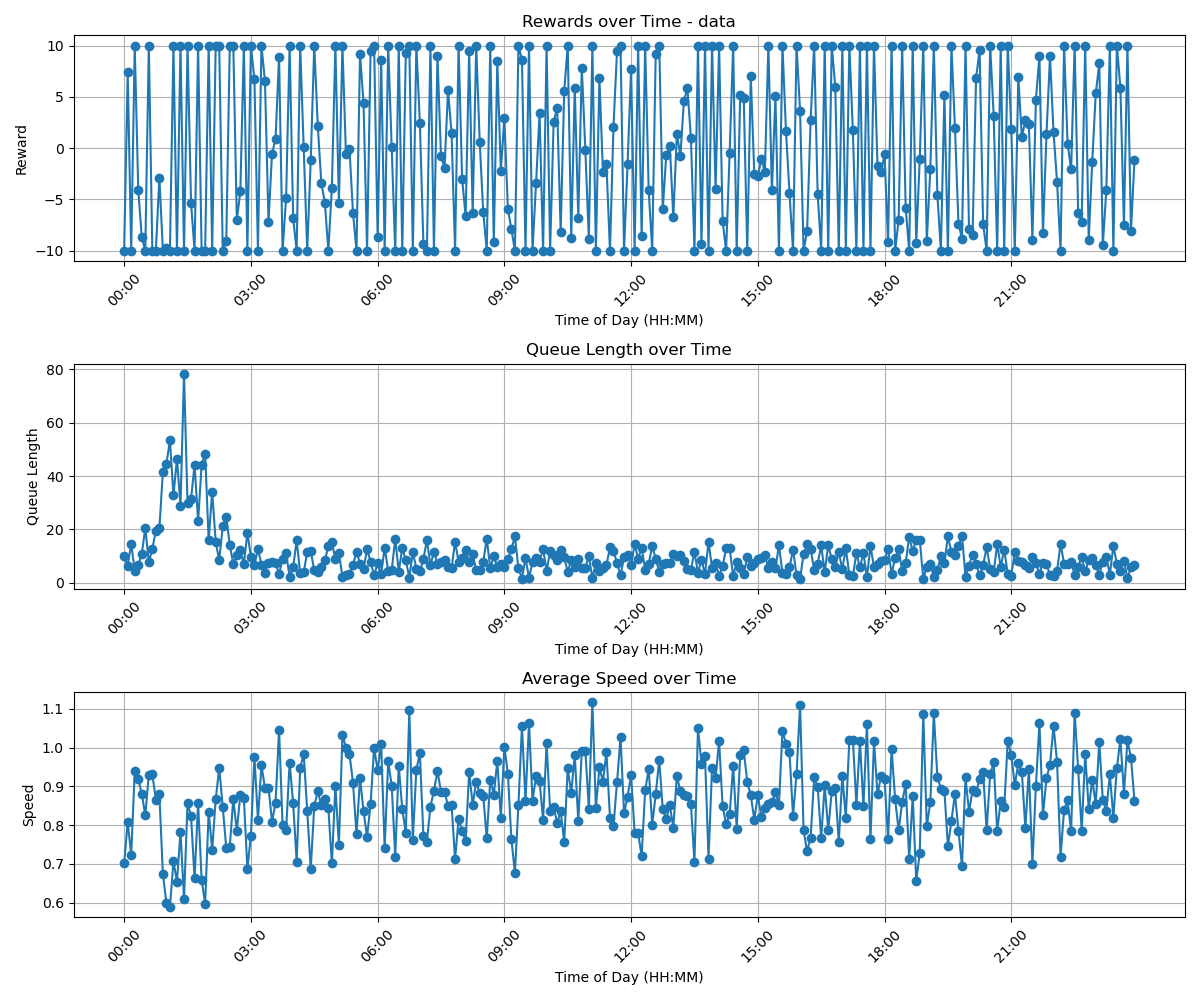 Rewards over Time - data
10
5
0
−5
−10
Reward
00:00 03:00 06:00 09:00 12:00 15:00 18:00 21:00
Time of Day (HH:MM)
Queue Length over Time
80
60
40
20
0
Queue Length
00:00 03:00 06:00 09:00 12:00 15:00 18:00 21:00
Time of Day (HH:MM)
Average Speed over Time
1.1
1.0
0.9
0.8
0.7
0.6
Speed
00:00 03:00 06:00 09:00 12:00 15:00 18:00 21:00
Time of Day (HH:MM)